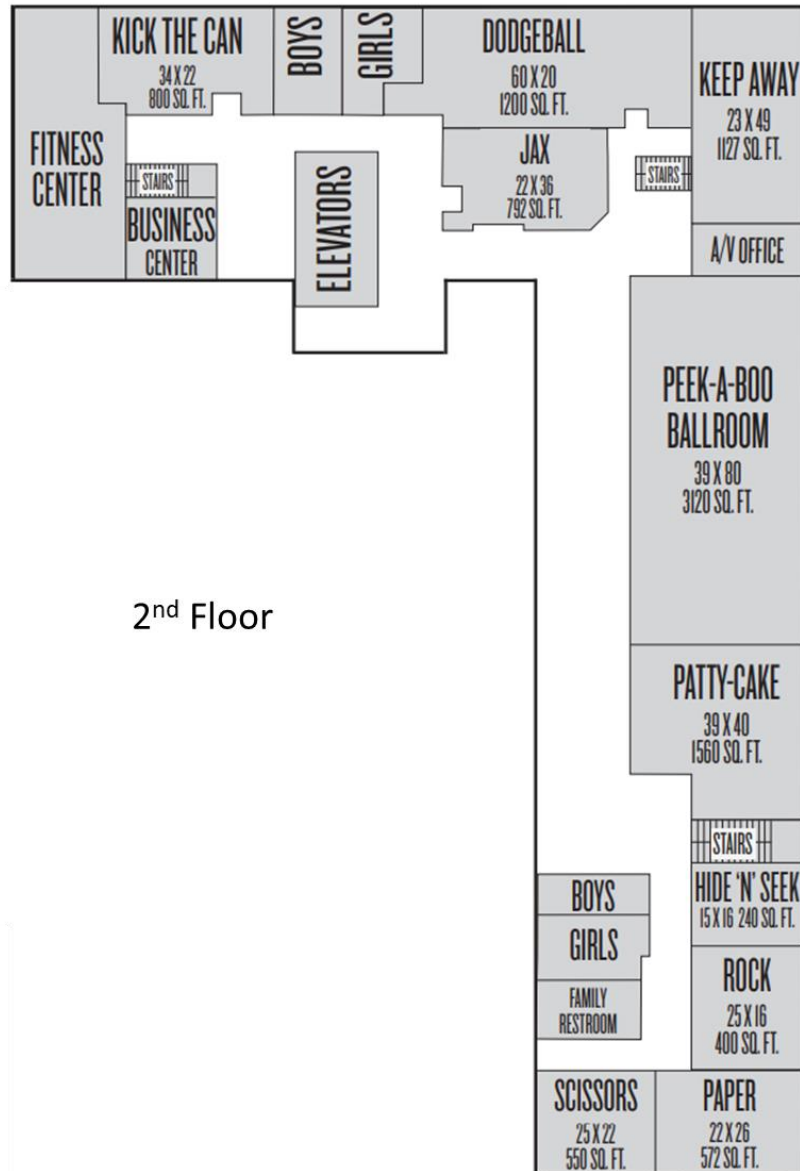 KICK THE CAN
34 X 22
800 SQ. FT.
BOYS
GIRLS
DODGEBALL
60 X 20
1200 SQ. FT.
KEEP AWAY
23 X 49
1127 SQ. FT.
FITNESS
CENTER
STAIRS
BUSINESS
CENTER
ELEVATORS
JAX
22 X 36
792 SQ. FT.
STAIRS
A/V OFFICE
PEEK-A-BOO
BALLROOM
39 X 80
3120 SQ. FT.
2nd Floor
PATTY-CAKE
39 X 40
1560 SQ. FT.
STAIRS
HIDE 'N' SEEK
15 X 16 240 SQ. FT.
BOYS
GIRLS
FAMILY
RESTROOM
ROCK
25 X 16
400 SQ. FT.
SCISSORS
25 X 22
550 SQ. FT.
PAPER
22 X 26
572 SQ. FT.